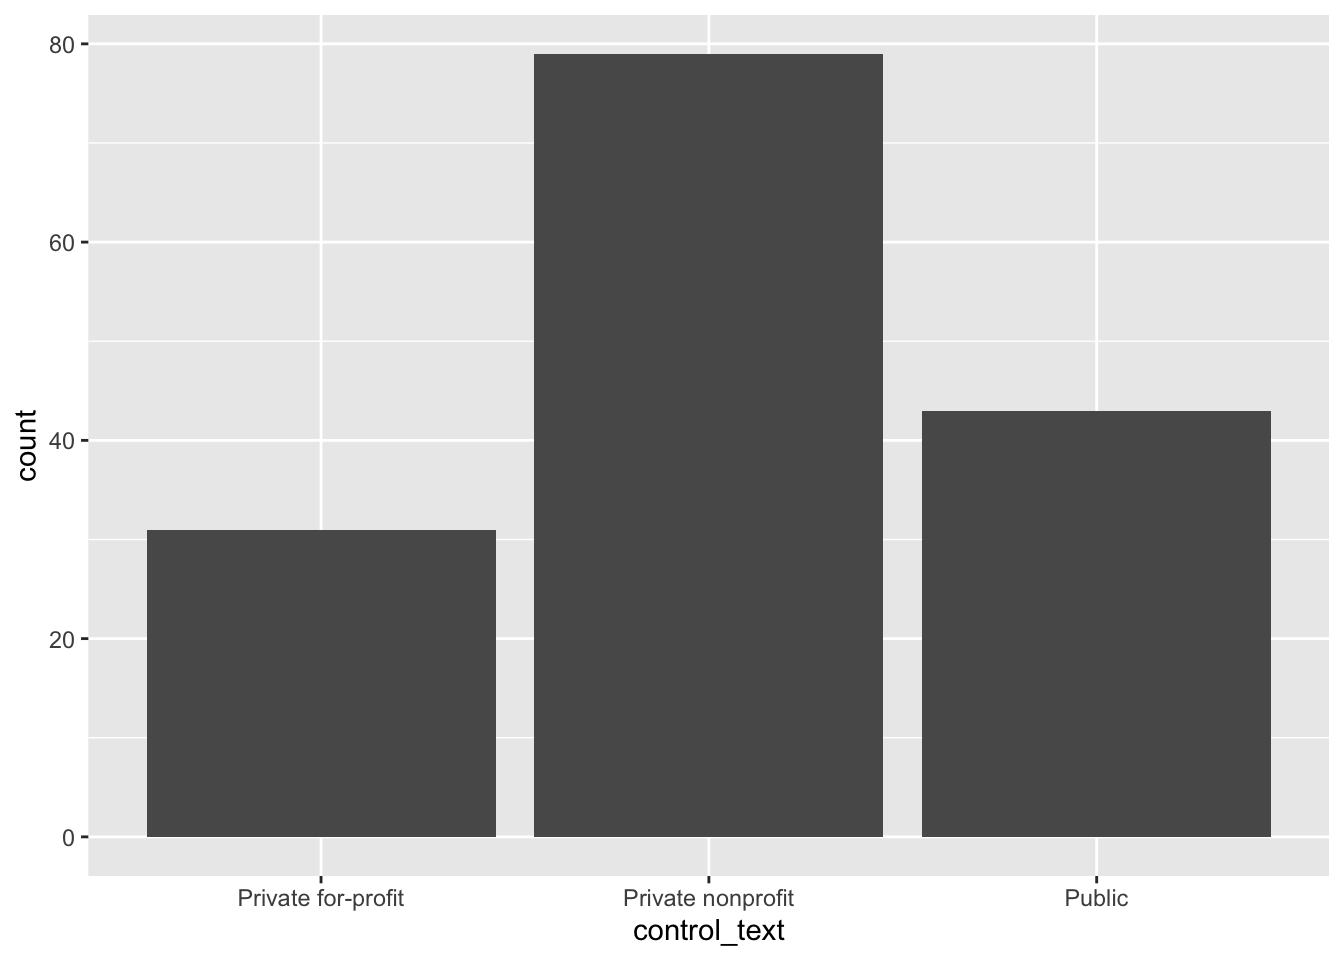 80
60
40
20
0
count
Private for-profit
Private nonprofit
Public
control_text